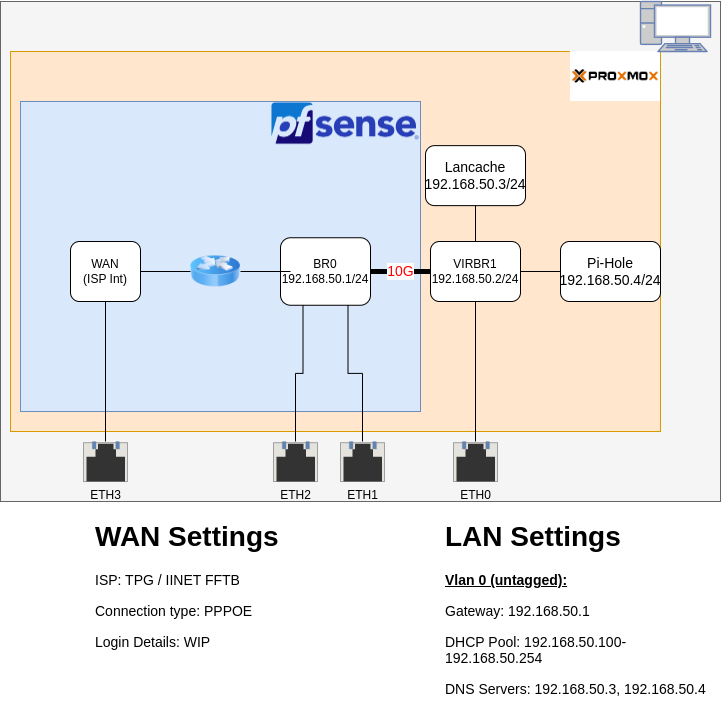 PROXMOX
pfsense
Lancache
192.168.50.3/24
WAN
(ISP Int)
BR0
192.168.50.1/24
10G
VIRBR1
192.168.50.2/24
Pi-Hole
192.168.50.4/24
ETH3
ETH2
ETH1
ETH0
WAN Settings
ISP: TPG / IINET FFTB
Connection type: PPPOE
Login Details: WIP
LAN Settings
Vlan 0 (untagged):
Gateway: 192.168.50.1
DHCP Pool: 192.168.50.100-
192.168.50.254
DNS Servers: 192.168.50.3, 192.168.50.4